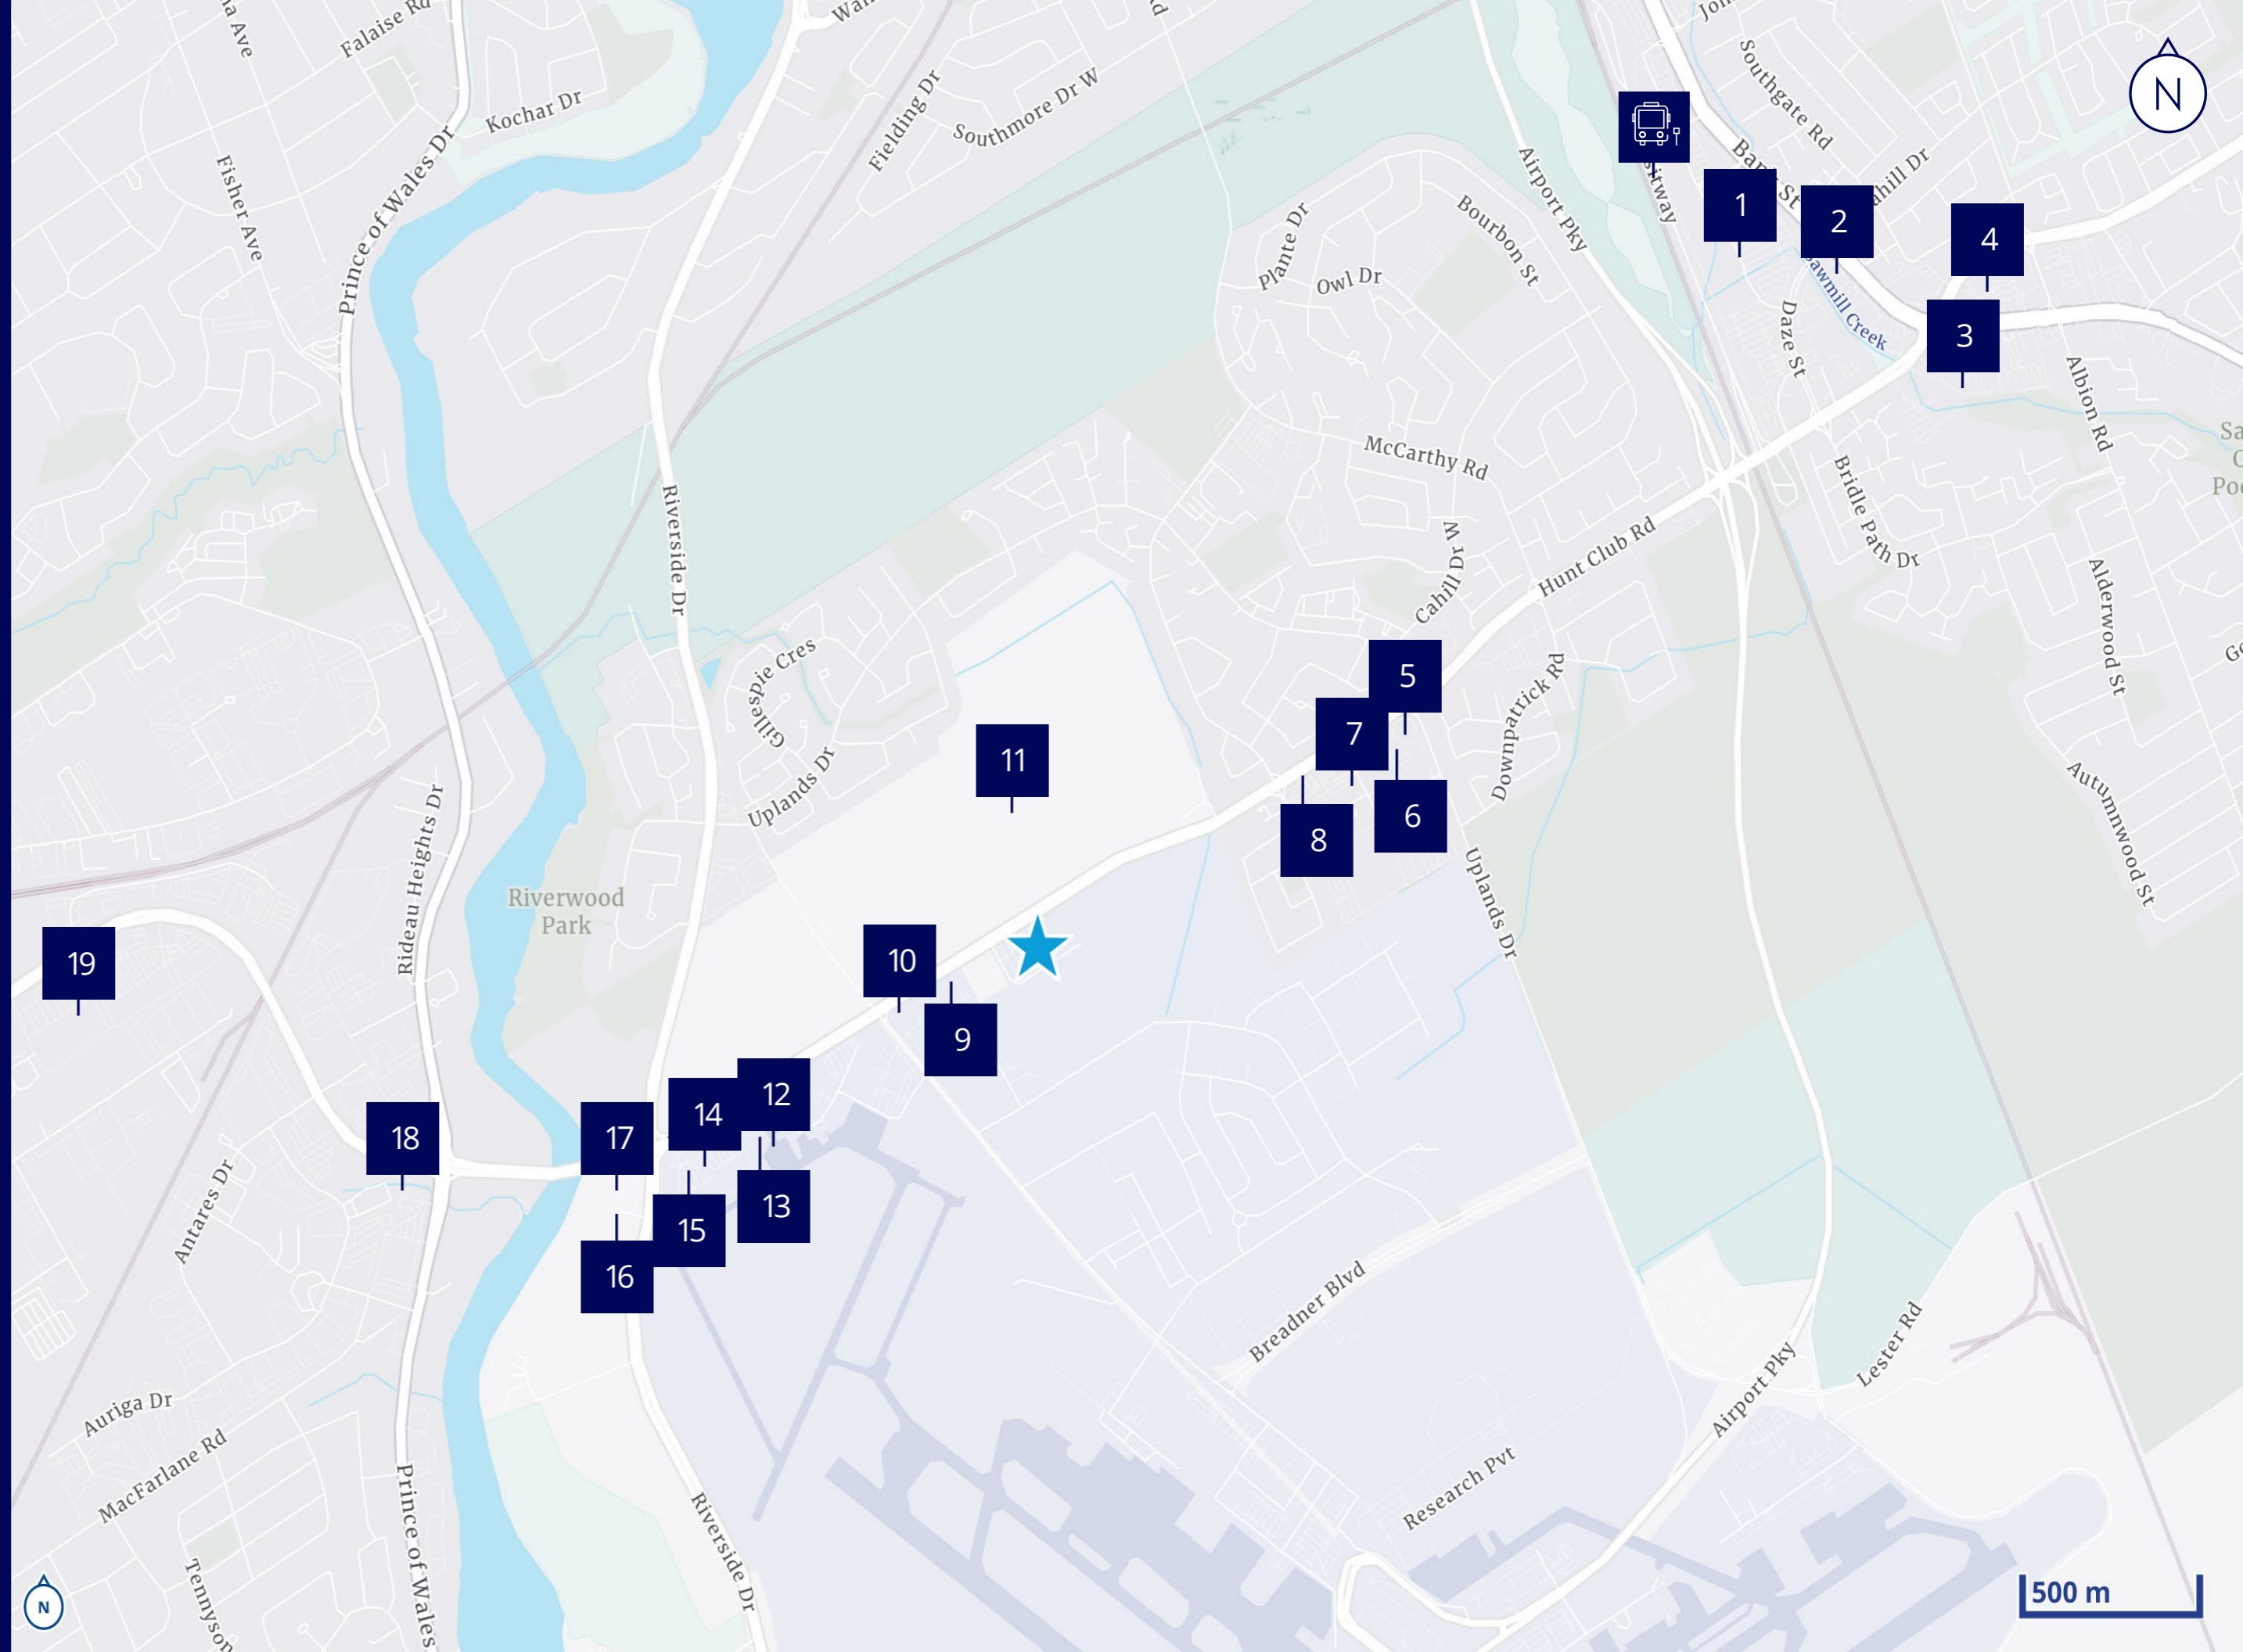 Falaise Rd
Kochar Dr
Fisher Ave
Prince of Wales Dr
Fielding Dr
Southmore Dr W
Southgate Rd
N
Bank St
1
2
4
3
Sawmill Creek
Daze St
Albion Rd
Airport Pky
Bourbon St
Plante Dr
Owl Dr
McCarthy Rd
Cahill Dr W
Hunt Club Rd
Bridle Path Dr
Alderwood St
Autumnwood St
Riverside Dr
Gillespie Cres
Uplands Dr
11
5
7
6
8
Downpatrick Rd
Uplands Dr
Rideau Heights Dr
Riverwood
Park
19
10
9
12
14
17
18
13
15
16
Antares Dr
Auriga Dr
MacFarlane Rd
Breadner Blvd
Lester Rd
Airport Pky
Research Pvt
Riverside Dr
Prince of Wales
Tennyson
N
500 m